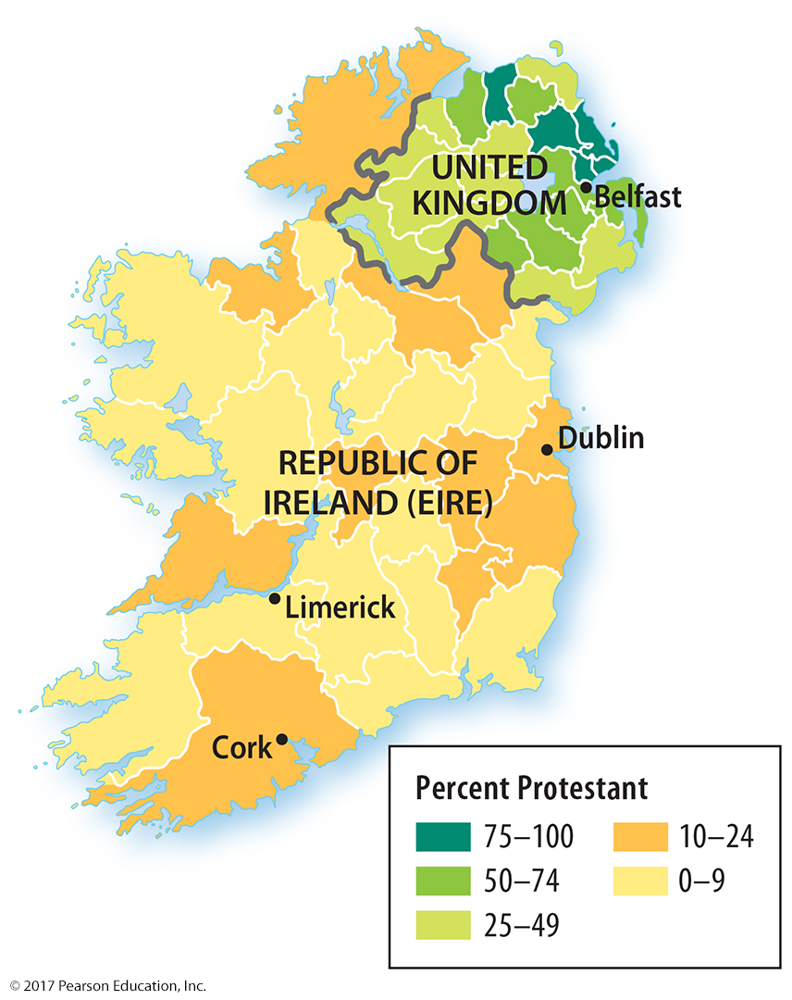 UNITED
KINGDOM
Belfast
Dublin
REPUBLIC OF
IRELAND (EIRE)
Limerick
Cork
Percent Protestant
75–100
10–24
50–74
0–9
25–49
© 2017 Pearson Education, Inc.